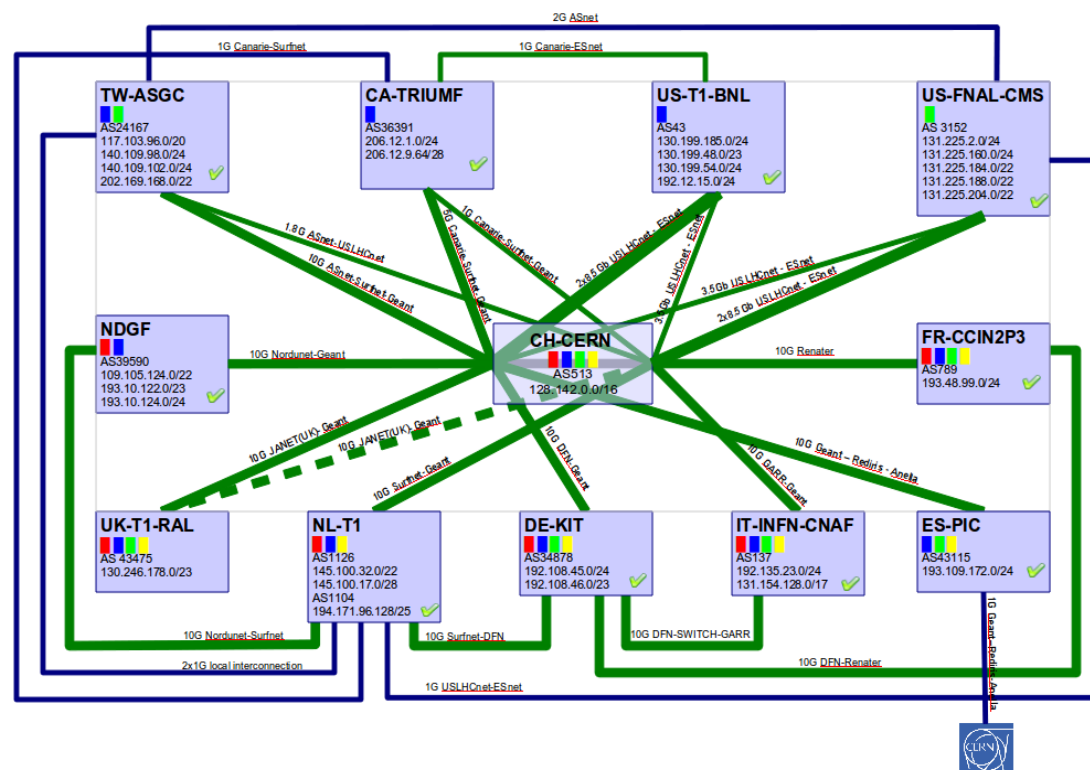 2G ASnet
1G Canarie-Surfnet
1G Canarie-ESnet
TW-ASGC
AS24167
117.103.96.0/20
140.109.98.0/24
140.109.102.0/24
202.169.168.0/22
CA-TRIUMF
AS36391
206.12.1.0/24
206.12.9.64/28
US-T1-BNL
AS43
130.199.185.0/24
130.199.48.0/23
130.199.54.0/24
192.12.15.0/24
US-FNAL-CMS
AS 3152
131.225.2.0/24
131.225.160.0/24
131.225.184.0/22
131.225.188.0/22
131.225.204.0/22
1.8G ASnet-USLHCnet
10G ASnet-Surfnet-Geant
5G Canarie-Surfnet-Geant
1G Canarie-Surfnet-Geant
2x8.5 Gb USLHCnet - ESnet
3.5Gb USLHCnet - ESnet
3.5Gb USLHCnet - ESnet
2x8.5Gb USLHCnet - ESnet
NDGF
AS39590
109.105.124.0/22
193.10.122.0/23
193.10.124.0/24
10G Nordunet-Geant
CH-CERN
AS513
128.142.0.0/16
10G Renater
FR-CCIN2P3
AS789
193.48.99.0/24
10G JANET(UK)- Geant
10G JANET(UK)- Geant
10G Surfnet-Geant
10G DFN-Geant
10G GARR-Geant
10G Geant – Rediris - Anella
UK-T1-RAL
AS 43475
130.246.178.0/23
NL-T1
AS1126
145.100.32.0/22
145.100.17.0/28
AS1104
194.171.96.128/25
DE-KIT
AS34878
192.108.45.0/24
192.108.46.0/23
IT-INFN-CNAF
AS137
192.135.23.0/24
131.154.128.0/17
ES-PIC
AS43115
193.109.172.0/24
10G Nordunet-Surfnet
10G Surfnet-DFN
10G DFN-SWITCH-GARR
2x1G local interconnection
10G DFN-Renater
1G USLHCnet-ESnet
1G Geant-Rediris-Anella
CERN